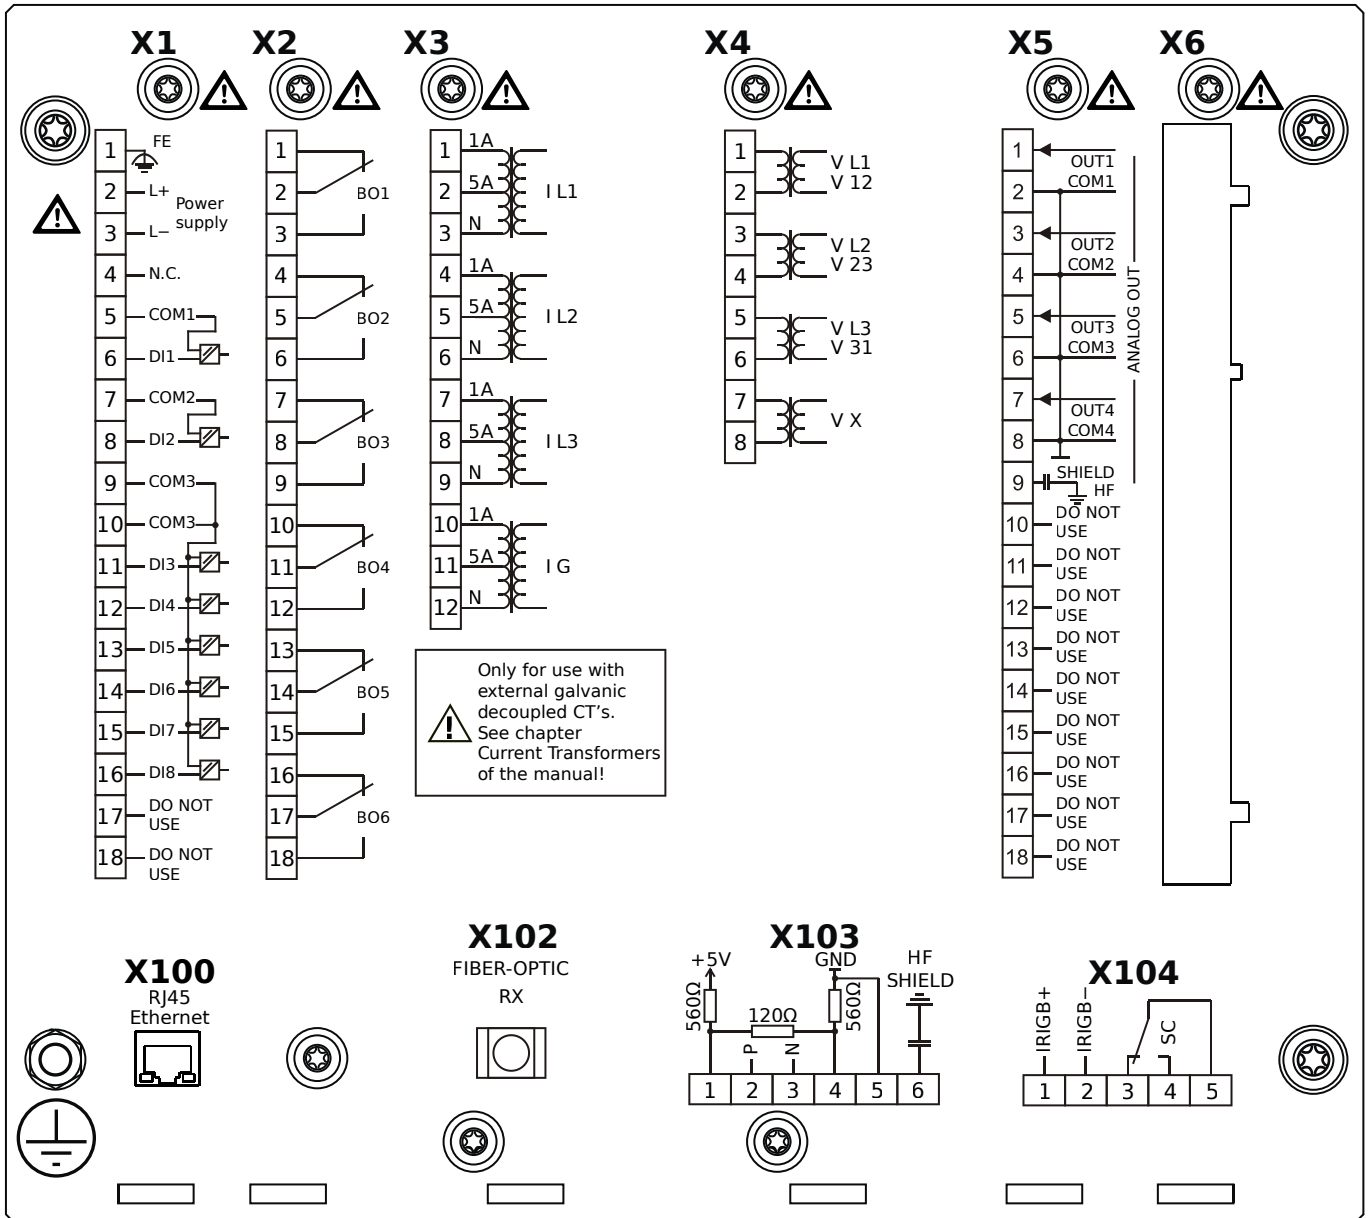 X1 X2 X3 X4 X5 X6
1 FE
2 L+
Power
supply
3 L−
4 N.C.
5 COM1
6 DI1
7 COM2
8 DI2
9 COM3
10 COM3
11 DI3
12 DI4
13 DI5
14 DI6
15 DI7
16 DI8
17 DO NOT
USE
18 DO NOT
USE
1
2 BO1
3
4
5 BO2
6
7
8 BO3
9
10
11 BO4
12
13
14 BO5
15
16
17 BO6
18
1 1A
2 5A I L1
3 N
4 1A
5 5A I L2
6 N
7 1A
8 5A I L3
9 N
10 1A
11 5A I G
12 N
Only for use with
external galvanic
decoupled CT's.
See chapter
Current Transformers
of the manual!
1 V L1
2 V 12
3 V L2
4 V 23
5 V L3
6 V 31
7 V X
8
1 OUT1
2 COM1
3 OUT2
4 COM2
5 OUT3
6 COM3
7 OUT4
8 COM4
ANALOG OUT
9 SHIELD
HF
10 DO NOT
USE
11 DO NOT
USE
12 DO NOT
USE
13 DO NOT
USE
14 DO NOT
USE
15 DO NOT
USE
16 DO NOT
USE
17 DO NOT
USE
18 DO NOT
USE
X100
RJ45
Ethernet
X102
FIBER-OPTIC
RX
X103
+5V GND HF
SHIELD
560Ω 120Ω 560Ω
P N
1 2 3 4 5 6
X104
IRIGB+ IRIGB− SC
1 2 3 4 5